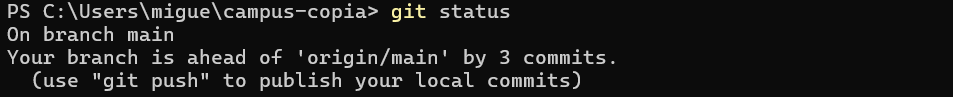 PS C:\Users\migue\campus-copia> git status
On branch main
Your branch is ahead of 'origin/main' by 3 commits.
  (use "git push" to publish your local commits)